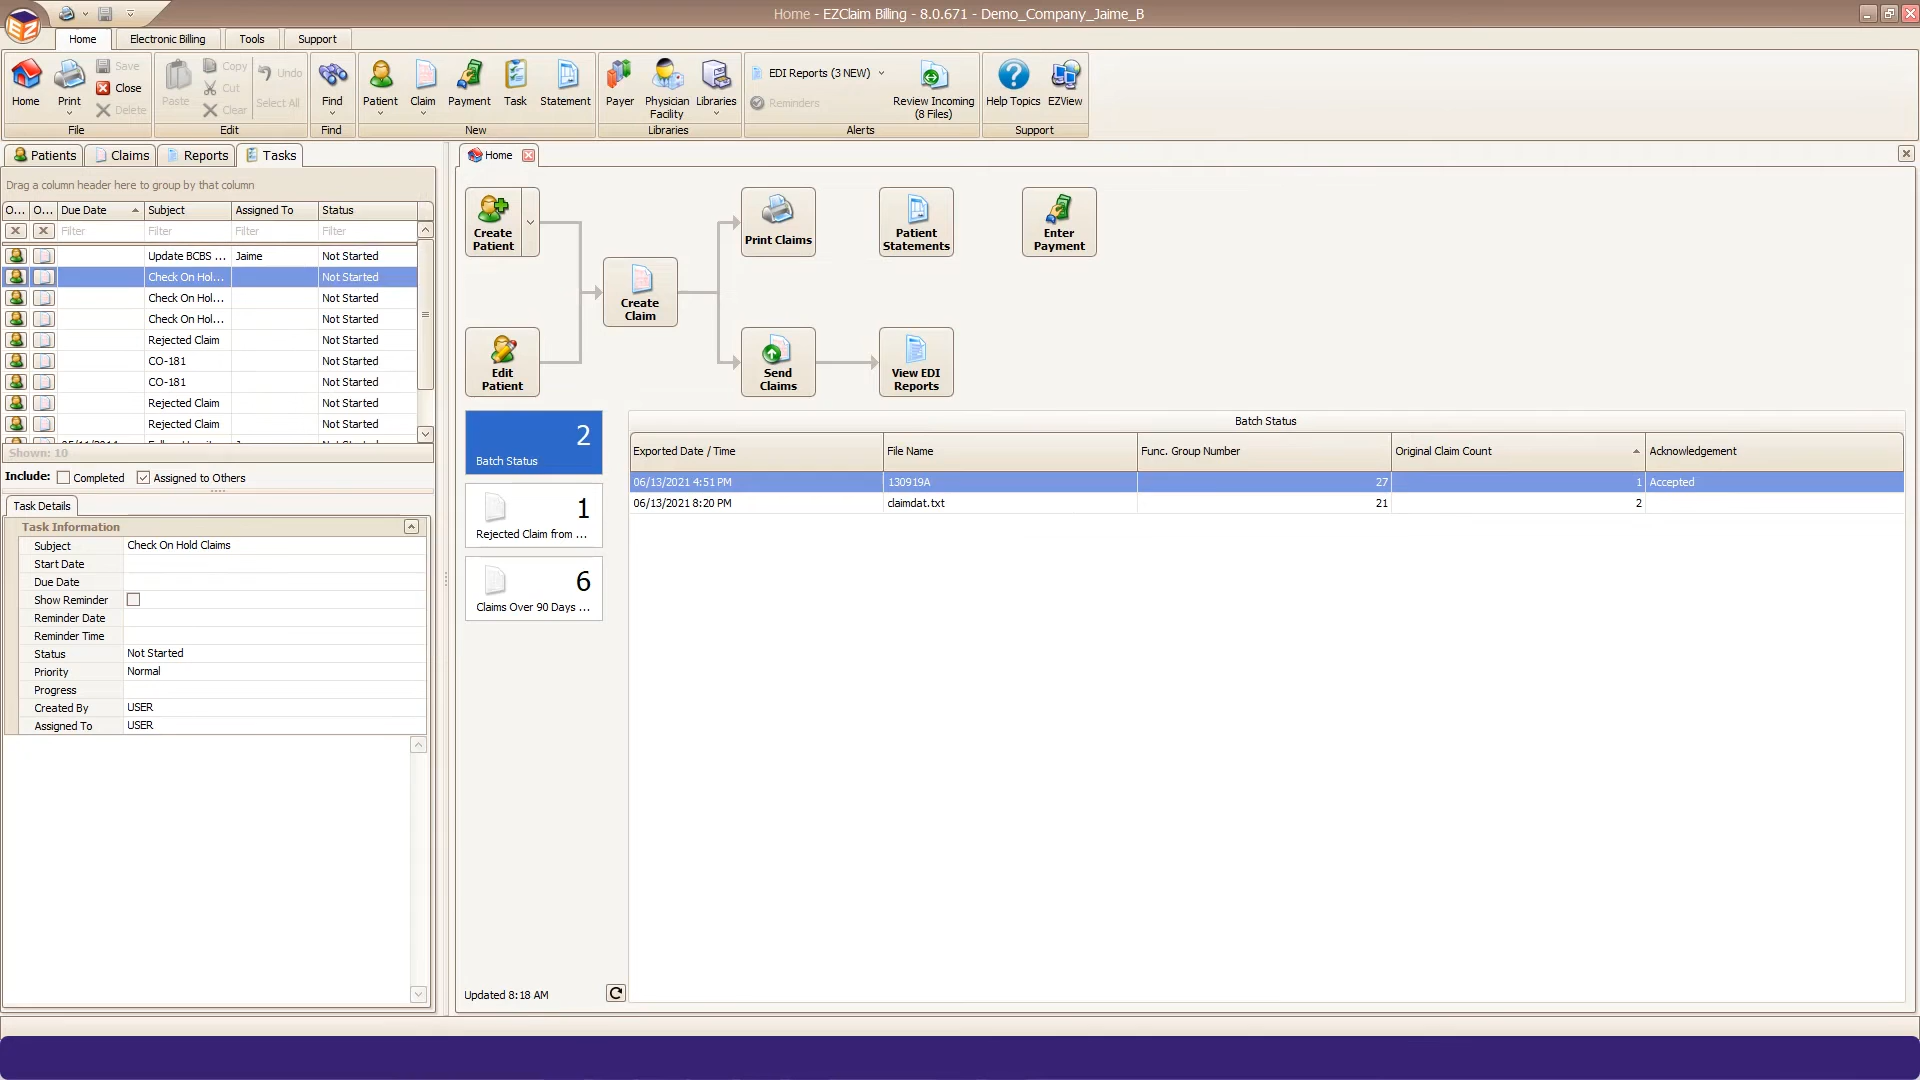 Home - EZClaim Billing - 8.0.671 - Demo_Company_Jaime_B
EZ
Home
Electronic Billing
Tools
Support
Home
Print
Save
Close
Delete
File
Paste
Copy
Cut
Clear
Undo
Select All
Edit
Find
Find
Patient
Claim
Payment
Task
Statement
New
Payer
Physician
Facility
Libraries
Libraries
EDI Reports (3 NEW)
Reminders
Review Incoming
(8 Files)
Alerts
Help Topics
EZView
Support
Patients
Claims
Reports
Tasks
Drag a column header here to group by that column
O... O... Due Date Subject Assigned To Status
Filter Filter Filter Filter
Update BCBS ... Jaime Not Started
Check On Hol... Not Started
Check On Hol... Not Started
Check On Hol... Not Started
Rejected Claim Not Started
CO-181 Not Started
CO-181 Not Started
Rejected Claim Not Started
Rejected Claim Not Started
Shown: 10
Include: Completed Assigned to Others
Task Details
Task Information
Subject Check On Hold Claims
Start Date
Due Date
Show Reminder
Reminder Date
Reminder Time
Status Not Started
Priority Normal
Progress
Created By USER
Assigned To USER
Home
Create
Patient
Edit
Patient
Create
Claim
Print Claims
Send
Claims
Patient
Statements
View EDI
Reports
Enter
Payment
2
Batch Status
1
Rejected Claim from ...
6
Claims Over 90 Days ...
Updated 8:18 AM
Batch Status
Exported Date / Time File Name Func. Group Number Original Claim Count Acknowledgement
06/13/2021 4:51 PM 130919A 27 1 Accepted
06/13/2021 8:20 PM claimdat.txt 21 2